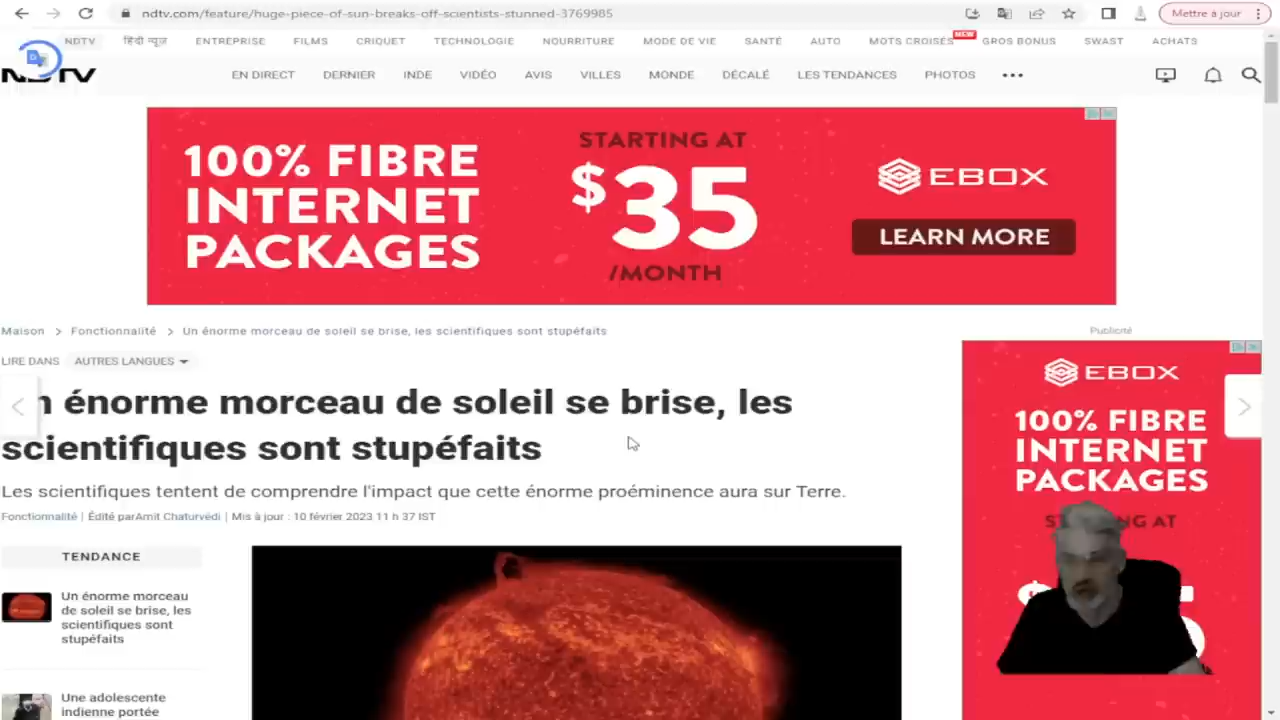 ndtv.com/feature/huge-piece-of-sun-breaks-off-scientists-stunned-3769985
Mettre à jour
NDTV
हिंदी न्यूज़
ENTREPRISE
FILMS
CRIQUET
TECHNOLOGIE
NOURRITURE
MODE DE VIE
SANTÉ
AUTO
MOTS CROISÉS
NEW
GROS BONUS
SWAST
ACHATS
NDTV
EN DIRECT
DERNIER
INDE
VIDÉO
AVIS
VILLES
MONDE
DÉCALÉ
LES TENDANCES
PHOTOS
100% FIBRE
INTERNET
PACKAGES
STARTING AT
$35
/MONTH
EBOX
LEARN MORE
Maison > Fonctionnalité > Un énorme morceau de soleil se brise, les scientifiques sont stupéfaits
Publicité
LIRE DANS AUTRES LANGUES
n énorme morceau de soleil se brise, les
scientifiques sont stupéfaits
Les scientifiques tentent de comprendre l'impact que cette énorme proéminence aura sur Terre.
Fonctionnalité | Édité parAmit Chaturvedi | Mis à jour : 10 février 2023 11 h 37 IST
TENDANCE
Un énorme morceau
de soleil se brise, les
scientifiques sont
stupéfaits
Une adolescente
indienne portée
EBOX
100% FIBRE
INTERNET
PACKAGES
AT